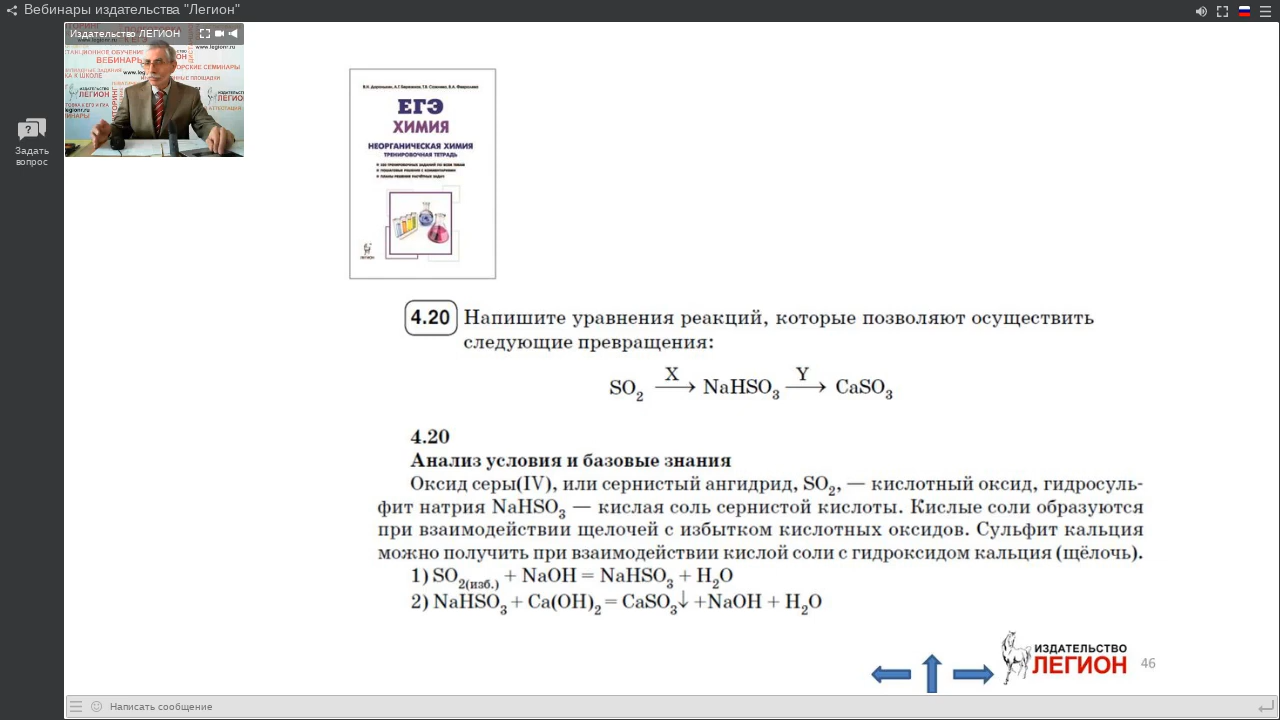 Вебинары издательства "Легион"
Издательство ЛЕГИОН
Задать
вопрос
ЕГЭ
ХИМИЯ
НЕОРГАНИЧЕСКАЯ ХИМИЯ
ТРЕНИРОВОЧНАЯ ТЕТРАДЬ
ЛЕГИОН
4.20 Напишите уравнения реакций, которые позволяют осуществить
следующие превращения:
X Y
SO₂ ⟶ NaHSO₃ ⟶ CaSO₃
4.20
Анализ условия и базовые знания
Оксид серы(IV), или сернистый ангидрид, SO₂, — кислотный оксид, гидросуль-
фит натрия NaHSO₃ — кислая соль сернистой кислоты. Кислые соли образуются
при взаимодействии щелочей с избытком кислотных оксидов. Сульфит кальция
можно получить при взаимодействии кислой соли с гидроксидом кальция (щёлочь).
1) SO₂(изб.) + NaOH = NaHSO₃ + H₂O
2) NaHSO₃ + Ca(OH)₂ = CaSO₃↓ +NaOH + H₂O
ИЗДАТЕЛЬСТВО
ЛЕГИОН
46
Написать сообщение